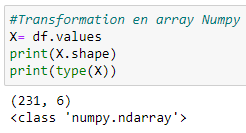 #Transformation en array Numpy
X= df.values
print(X.shape)
print(type(X))
(231, 6)
<class 'numpy.ndarray'>